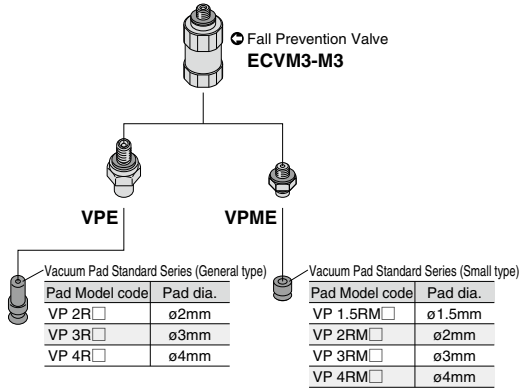 Fall Prevention Valve
ECVM3-M3
VPE
VPME
Vacuum Pad Standard Series (General type)
Pad Model code Pad dia.
VP 2R□ ø2mm
VP 3R□ ø3mm
VP 4R□ ø4mm
Vacuum Pad Standard Series (Small type)
Pad Model code Pad dia.
VP 1.5RM□ ø1.5mm
VP 2RM□ ø2mm
VP 3RM□ ø3mm
VP 4RM□ ø4mm